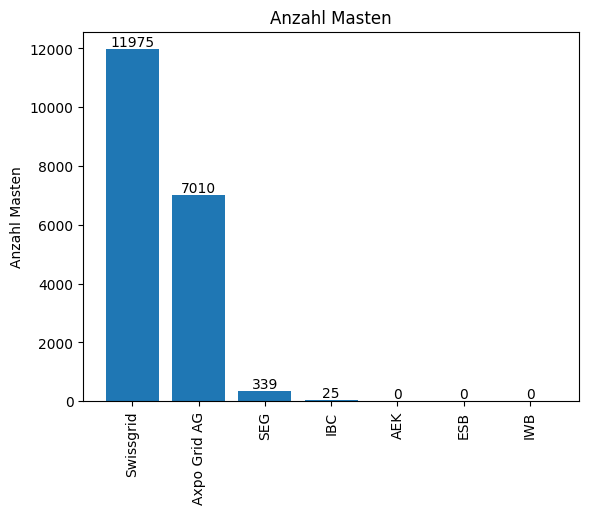 Anzahl Masten
Anzahl Masten
12000
10000
8000
6000
4000
2000
0
11975
7010
339
25
0
0
0
Swissgrid
Axpo Grid AG
SEG
IBC
AEK
ESB
IWB